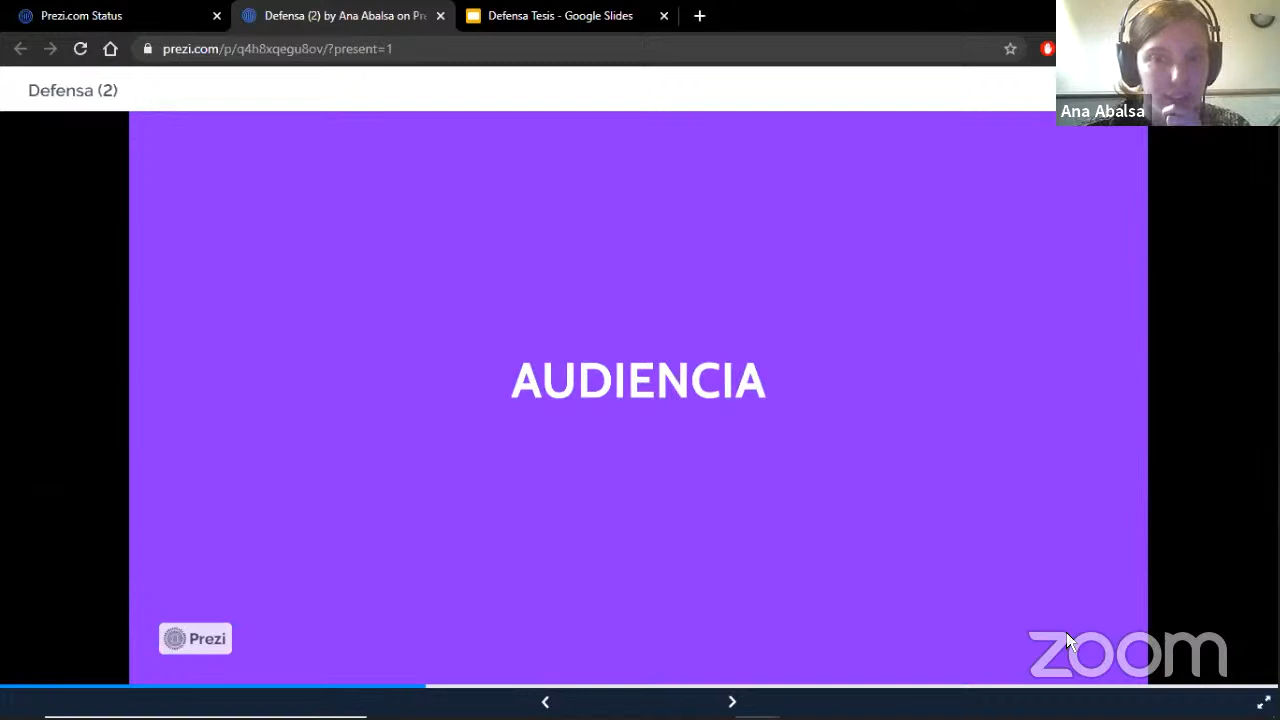 Prezi.com Status
Defensa (2) by Ana Abalsa on Pre
Defensa Tesis - Google Slides
prezi.com/p/q4h8xqegu8ov/?present=1
Defensa (2)
Ana Abalsa
AUDIENCIA
Prezi
zoom